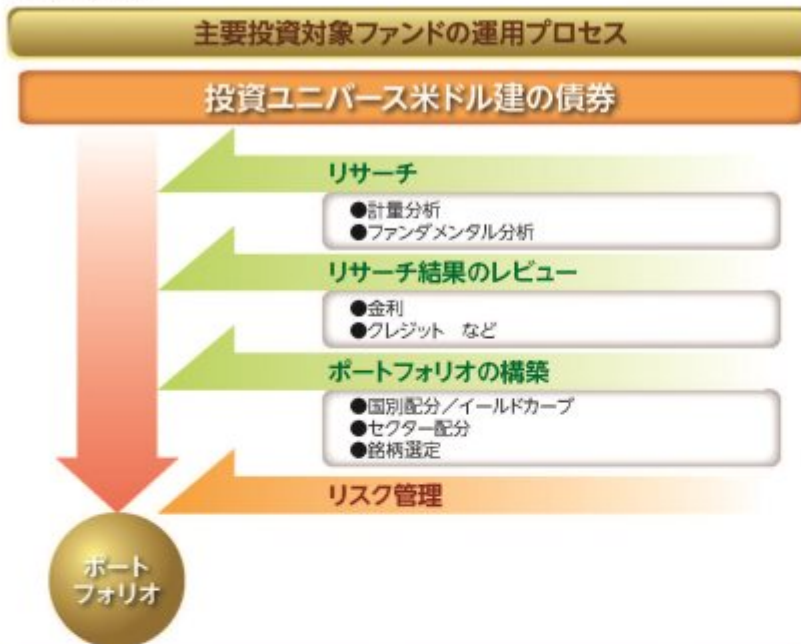 主要投資対象ファンドの運用プロセス
投資ユニバース米ドル建の債券
リサーチ
●計量分析
●ファンダメンタル分析
リサーチ結果のレビュー
●金利
●クレジット など
ポートフォリオの構築
●国別配分／イールドカーブ
●セクター配分
●銘柄選定
リスク管理
ポート
フォリオ